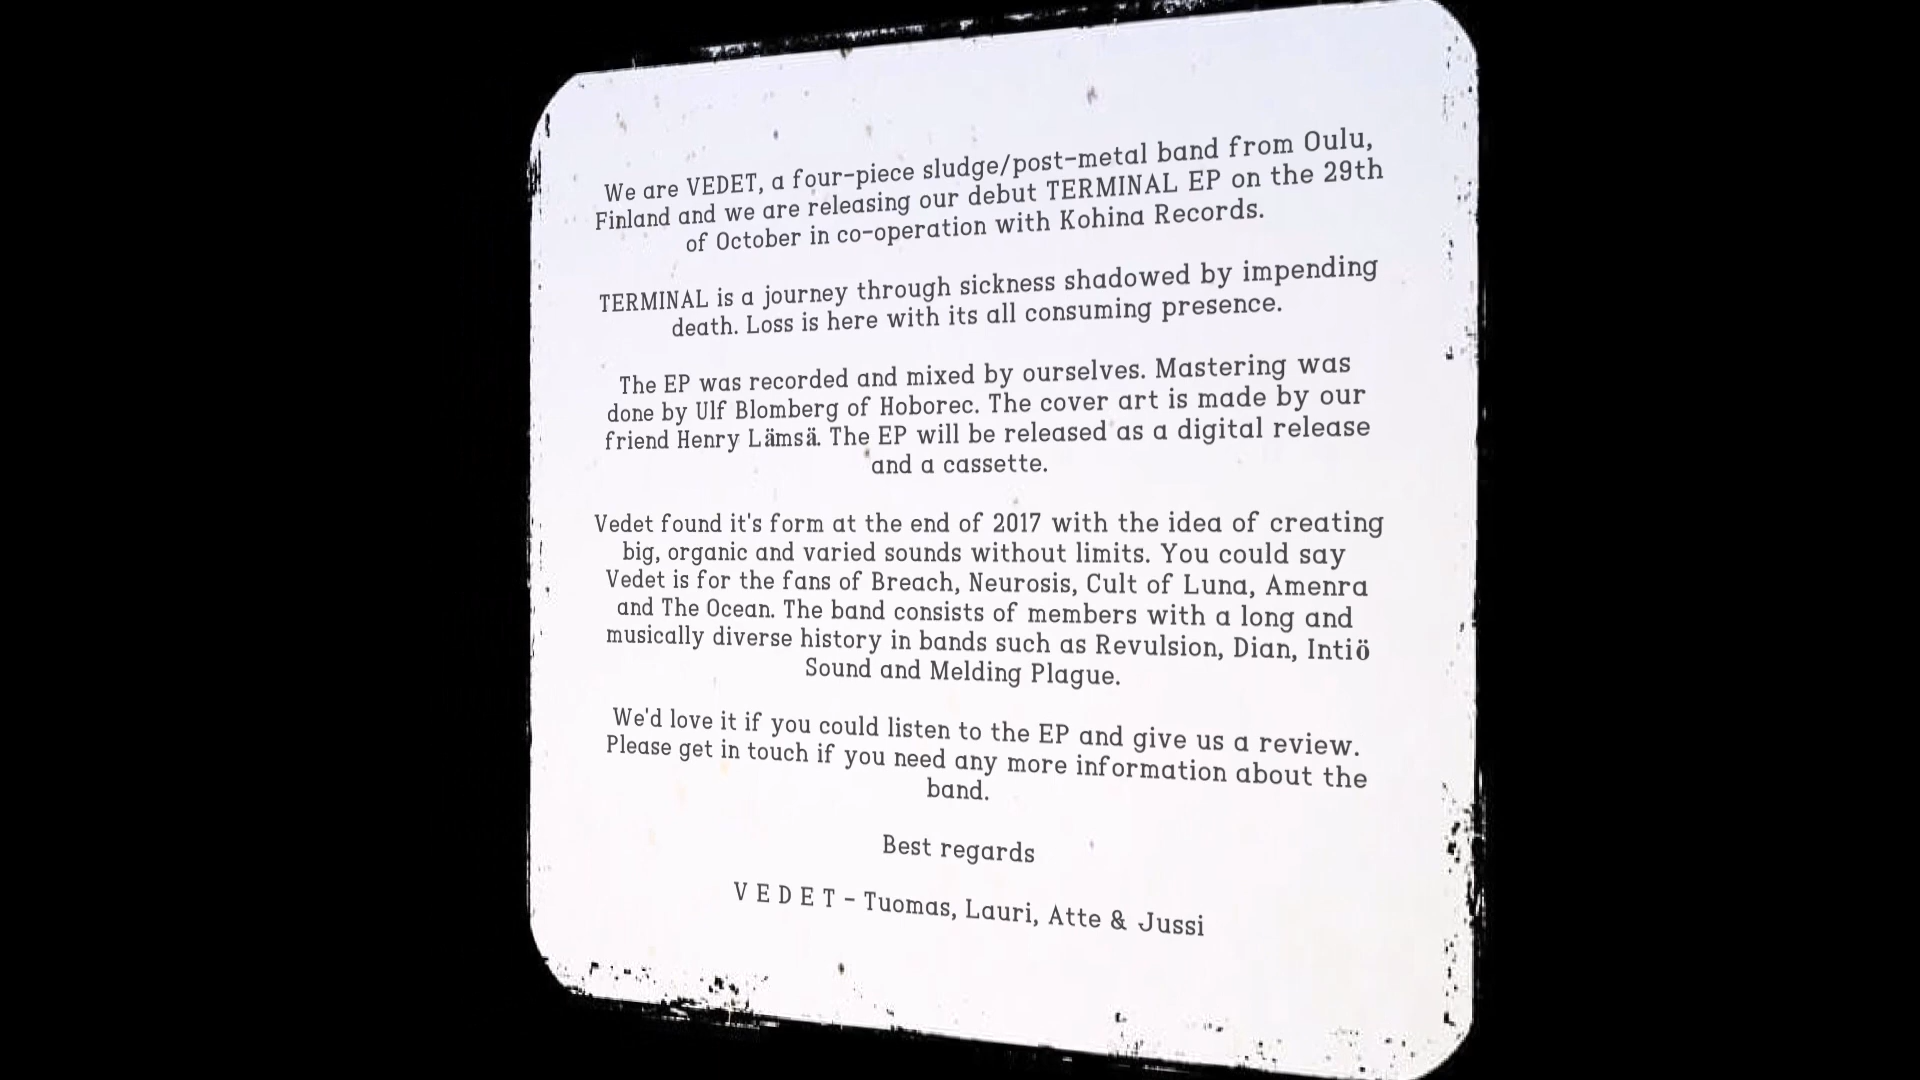 We are VEDET, a four-piece sludge/post-metal band from Oulu,
Finland and we are releasing our debut TERMINAL EP on the 29th
of October in co-operation with Kohina Records.
TERMINAL is a journey through sickness shadowed by impending
death. Loss is here with its all consuming presence.
The EP was recorded and mixed by ourselves. Mastering was
done by Ulf Blomberg of Hoborec. The cover art is made by our
friend Henry Lämsä. The EP will be released as a digital release
and a cassette.
Vedet found it's form at the end of 2017 with the idea of creating
big, organic and varied sounds without limits. You could say
Vedet is for the fans of Breach, Neurosis, Cult of Luna, Amenra
and The Ocean. The band consists of members with a long and
musically diverse history in bands such as Revulsion, Dian, Intiö
Sound and Melding Plague.
We'd love it if you could listen to the EP and give us a review.
Please get in touch if you need any more information about the
band.
Best regards
V E D E T - Tuomas, Lauri, Atte & Jussi